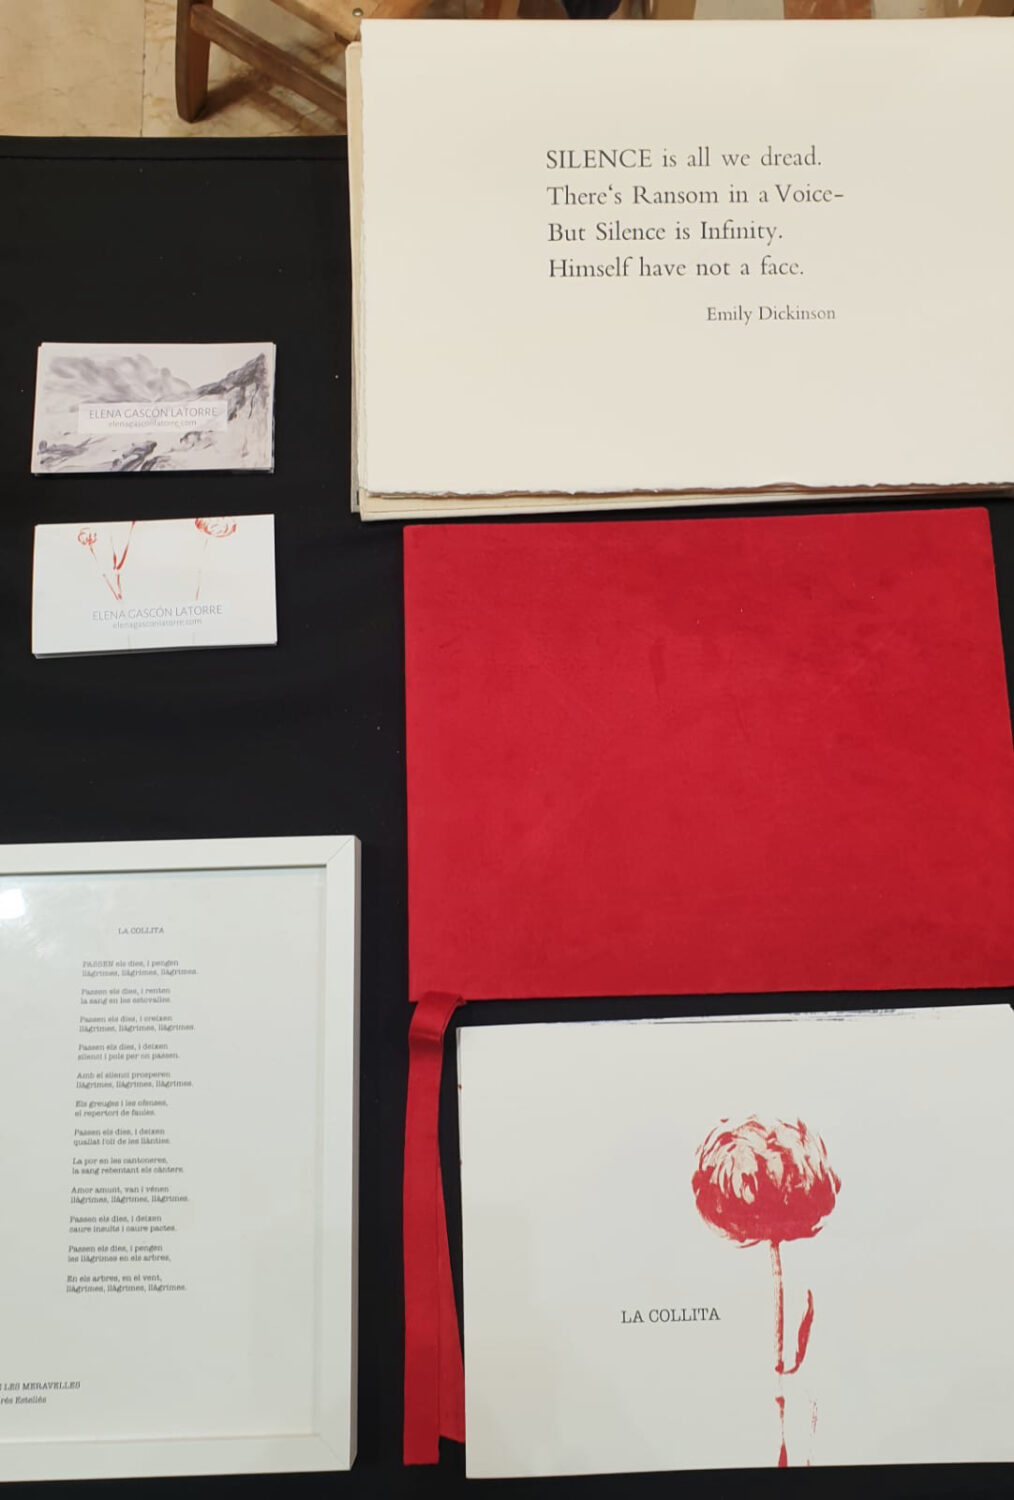 SILENCE is all we dread.
There‘s Ransom in a Voice-
But Silence is Infinity.
Himself have not a face.
Emily Dickinson
ELENA GASCÓN LATORRE
elenagasconlatorre.com
ELENA GASCÓN LATORRE
elenagasconlatorre.com
LA COLLITA
PASSEN els dies, i pengen
llàgrimes, llàgrimes, llàgrimes.
Passen els dies, i renten
la sang en les estovalles.
Passen els dies, i creixen
llàgrimes, llàgrimes, llàgrimes.
Passen els dies, i deixen
silenci i pols per on passen.
Amb el silenci prosperen
llàgrimes, llàgrimes, llàgrimes.
Els greuges i les ofenses,
el repertori de faules.
Passen els dies, i deixen
quallat l'oli de les llànties.
La por en les cantoneres,
la sang rebentant els cànters.
Amor amunt, van i vénen
llàgrimes, llàgrimes, llàgrimes.
Passen els dies, i deixen
caure insults i caure pactes.
Passen els dies, i pengen
les llàgrimes en els arbres,
En els arbres, en el vent,
llàgrimes, llàgrimes, llàgrimes.
LES MERAVELLES
rés Estellés
LA COLLITA